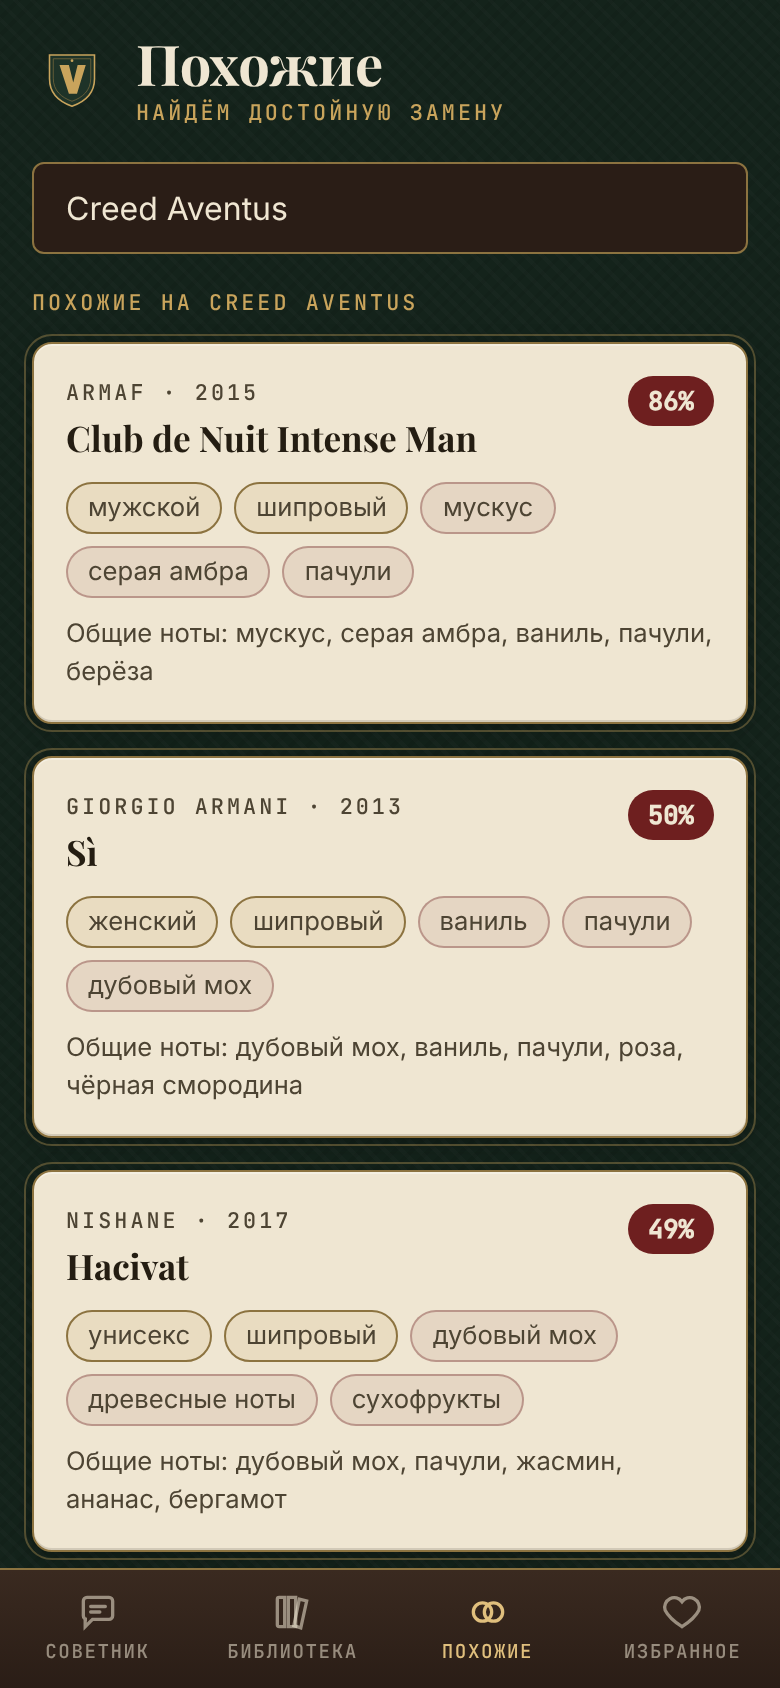 V
Похожие
НАЙДЁМ ДОСТОЙНУЮ ЗАМЕНУ
Creed Aventus
ПОХОЖИЕ НА CREED AVENTUS
ARMAF · 2015
86%
Club de Nuit Intense Man
мужской шипровый мускус
серая амбра пачули
Общие ноты: мускус, серая амбра, ваниль, пачули,
берёза
GIORGIO ARMANI · 2013
50%
Sì
женский шипровый ваниль пачули
дубовый мох
Общие ноты: дубовый мох, ваниль, пачули, роза,
чёрная смородина
NISHANE · 2017
49%
Hacivat
унисекс шипровый дубовый мох
древесные ноты сухофрукты
Общие ноты: дубовый мох, пачули, жасмин,
ананас, бергамот
СОВЕТНИК БИБЛИОТЕКА ПОХОЖИЕ ИЗБРАННОЕ